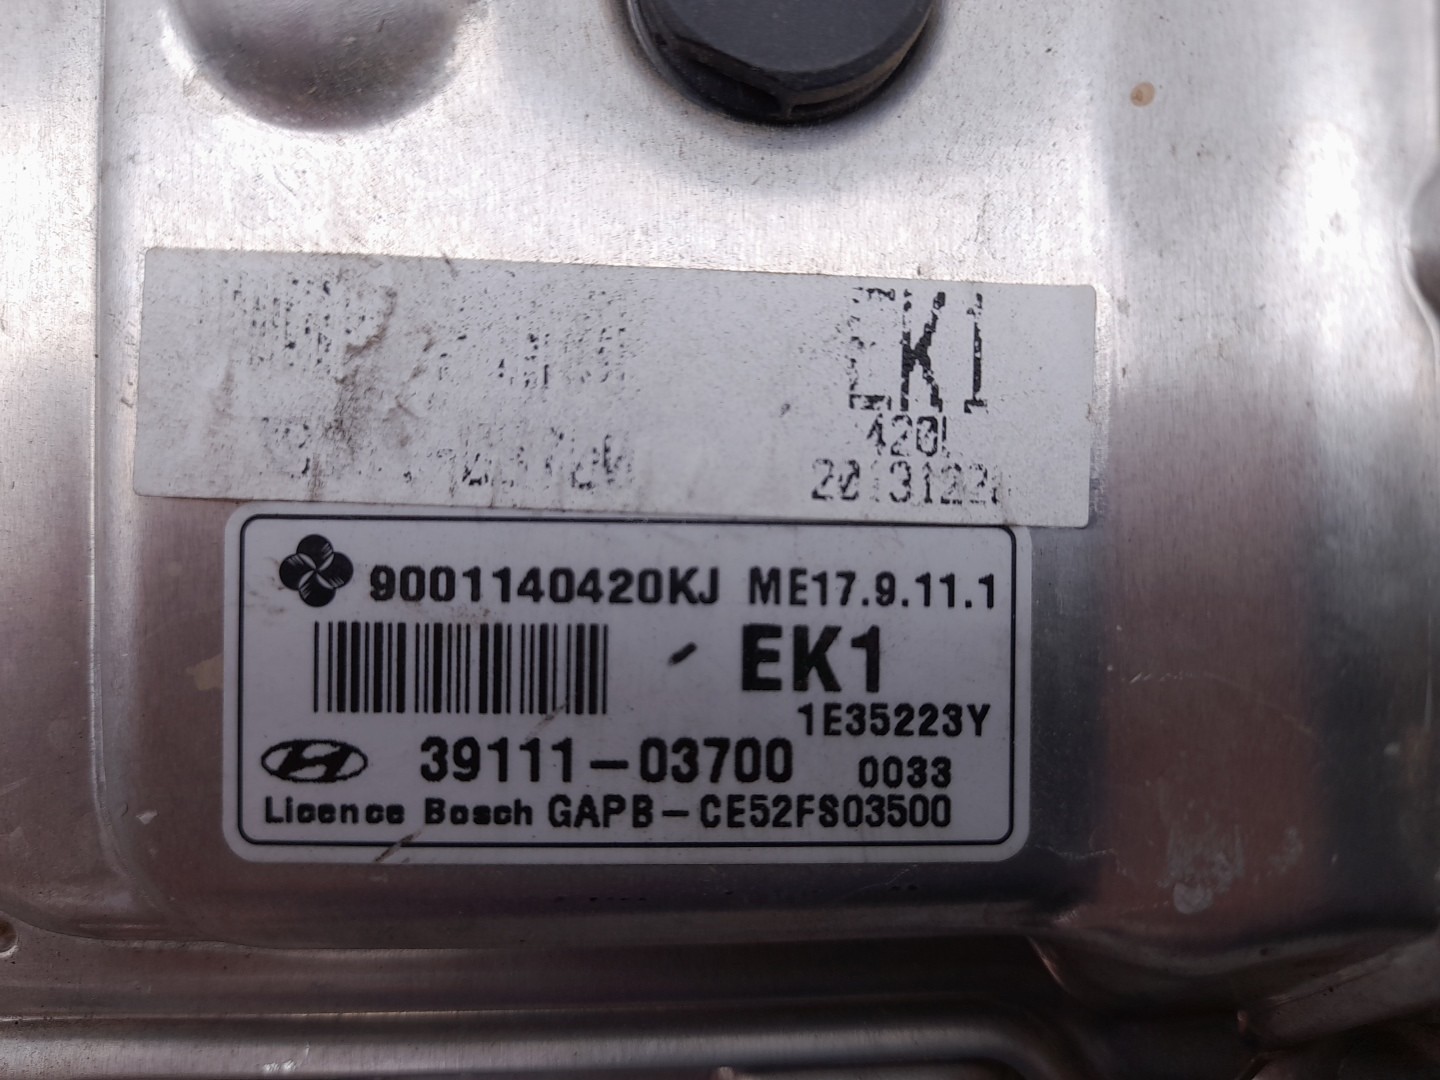 EK1
420L
9001140420KJ ME17.9.11.1
EK1
1E35223Y
39111-03700 0033
Licence Bosch GAPB-CE52FS03500